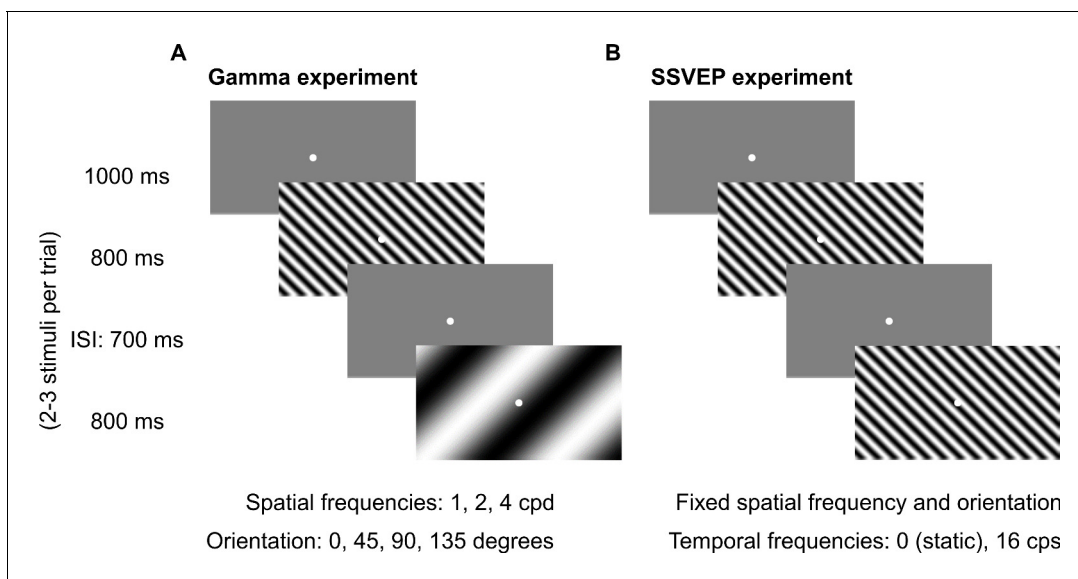 A
Gamma experiment
B
SSVEP experiment
(2-3 stimuli per trial)
1000 ms
800 ms
ISI: 700 ms
800 ms
Spatial frequencies: 1, 2, 4 cpd
Orientation: 0, 45, 90, 135 degrees
Fixed spatial frequency and orientation
Temporal frequencies: 0 (static), 16 cps